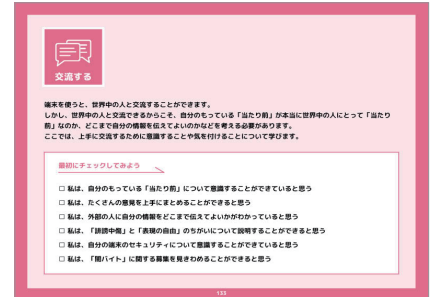 交流する
端末を使うと、世界中の人と交流することができます。
しかし、世界中の人と交流できるからこそ、自分のもっている「当たり前」が本当に世界中の人にとって「当たり
前」なのか、どこまで自分の情報を伝えてよいのかなどを考える必要があります。
ここでは、上手に交流するために意識することや気を付けることについて学びます。
最初にチェックしてみよう
□ 私は、自分のもっている「当たり前」について意識することができていると思う
□ 私は、たくさんの意見を上手にまとめることができると思う
□ 私は、外部の人に自分の情報をどこまで伝えてよいかがわかっていると思う
□ 私は、「誹謗中傷」と「表現の自由」のちがいについて説明することができると思う
□ 私は、自分の端末のセキュリティについて意識することができていると思う
□ 私は、「闇バイト」に関する募集を見きわめることができると思う
133